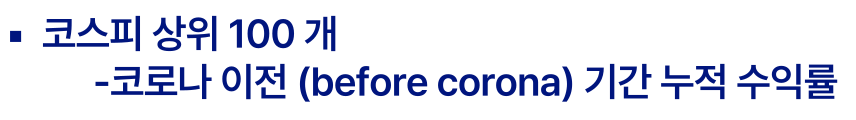 ▪ 코스피 상위 100 개
-코로나 이전 (before corona) 기간 누적 수익률